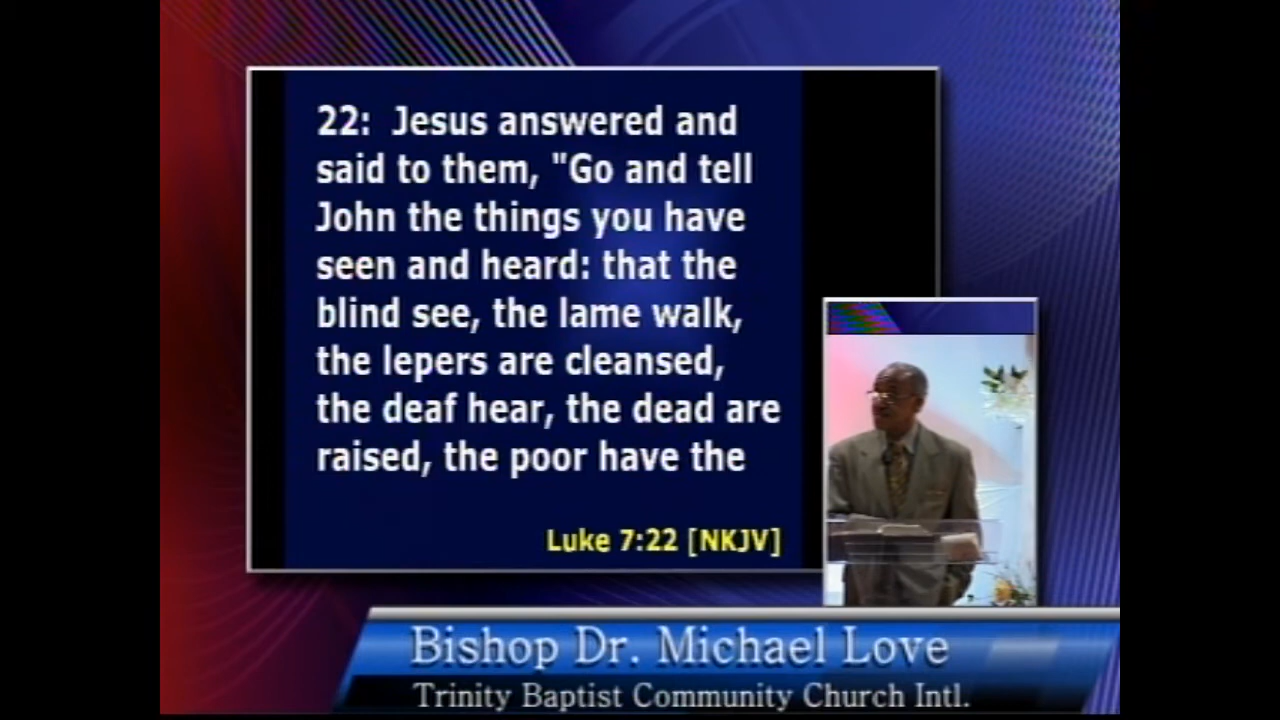 22: Jesus answered and
said to them, "Go and tell
John the things you have
seen and heard: that the
blind see, the lame walk,
the lepers are cleansed,
the deaf hear, the dead are
raised, the poor have the
Luke 7:22 [NKJV]
Bishop Dr. Michael Love
Trinity Baptist Community Church Intl.